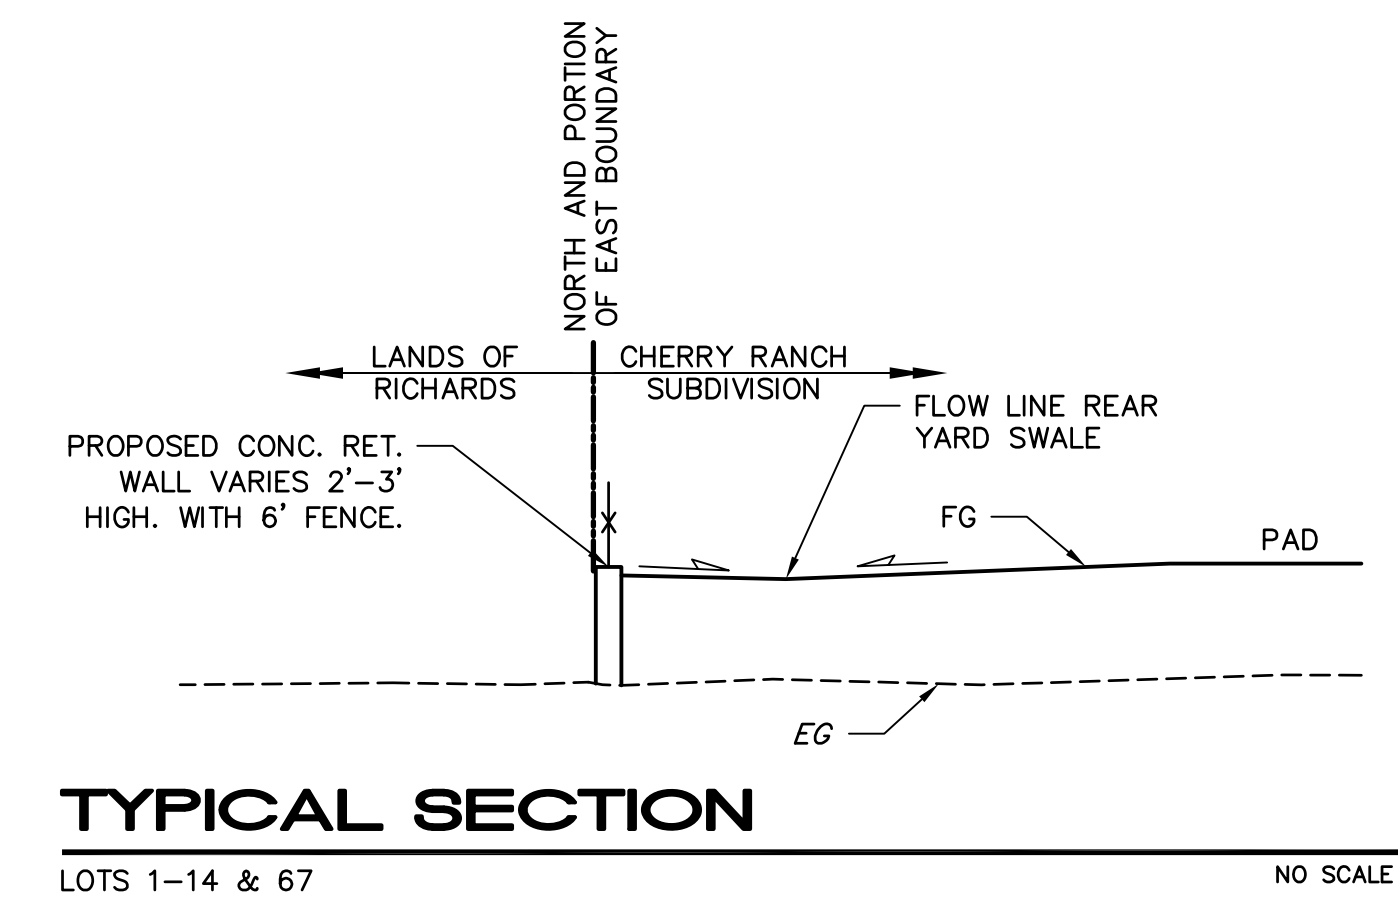 NORTH AND PORTION
OF EAST BOUNDARY
LANDS OF
RICHARDS
CHERRY RANCH
SUBDIVISION
FLOW LINE REAR
YARD SWALE
PROPOSED CONC. RET.
WALL VARIES 2'-3'
HIGH. WITH 6' FENCE.
FG
PAD
EG
TYPICAL SECTION
LOTS 1-14 & 67
NO SCALE